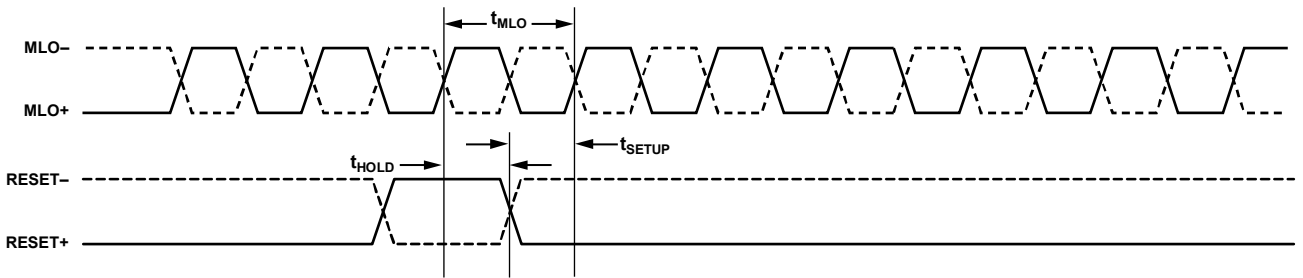 tMLO
MLO–
MLO+
tSETUP
tHOLD
RESET–
RESET+